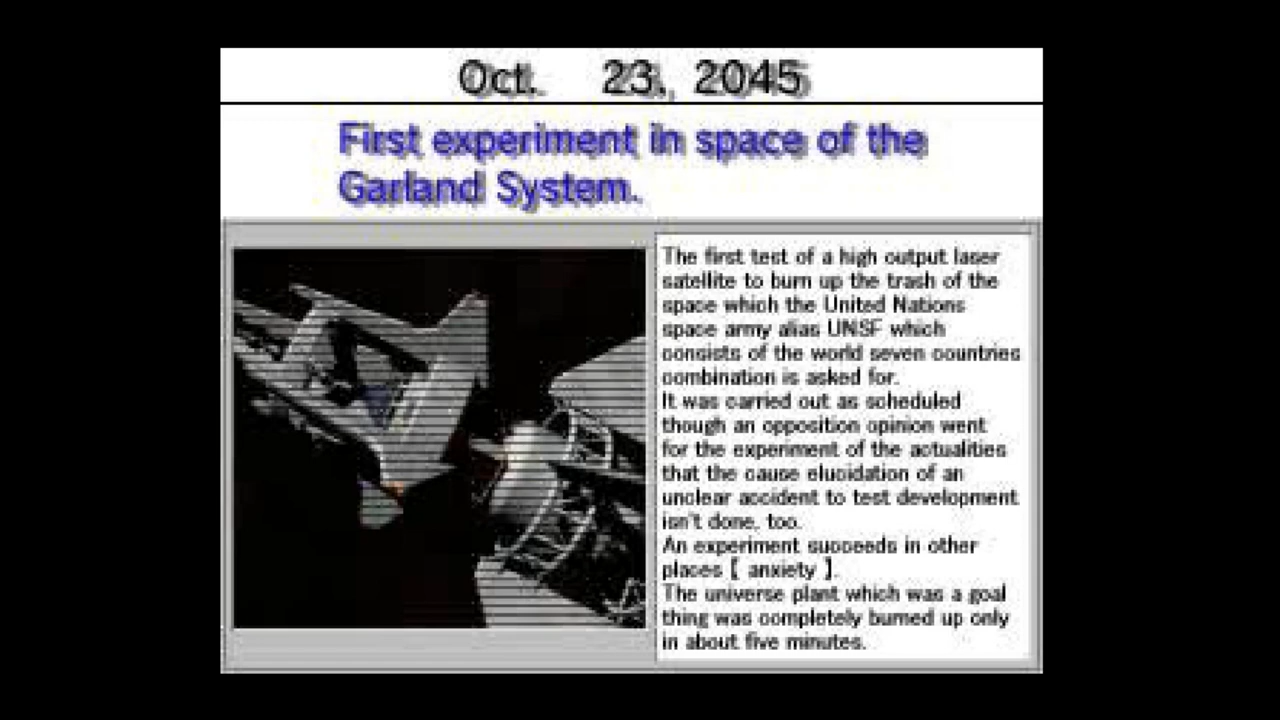 Oct. 23, 2045
First experiment in space of the
Garland System.
The first test of a high output laser
satellite to burn up the trash of the
space which the United Nations
space army alias UNSF which
consists of the world seven countries
combination is asked for.
It was carried out as scheduled
though an opposition opinion went
for the experiment of the actualities
that the cause elucidation of an
unclear accident to test development
isn't done, too.
An experiment succeeds in other
places [ anxiety ].
The universe plant which was a goal
thing was completely burned up only
in about five minutes.